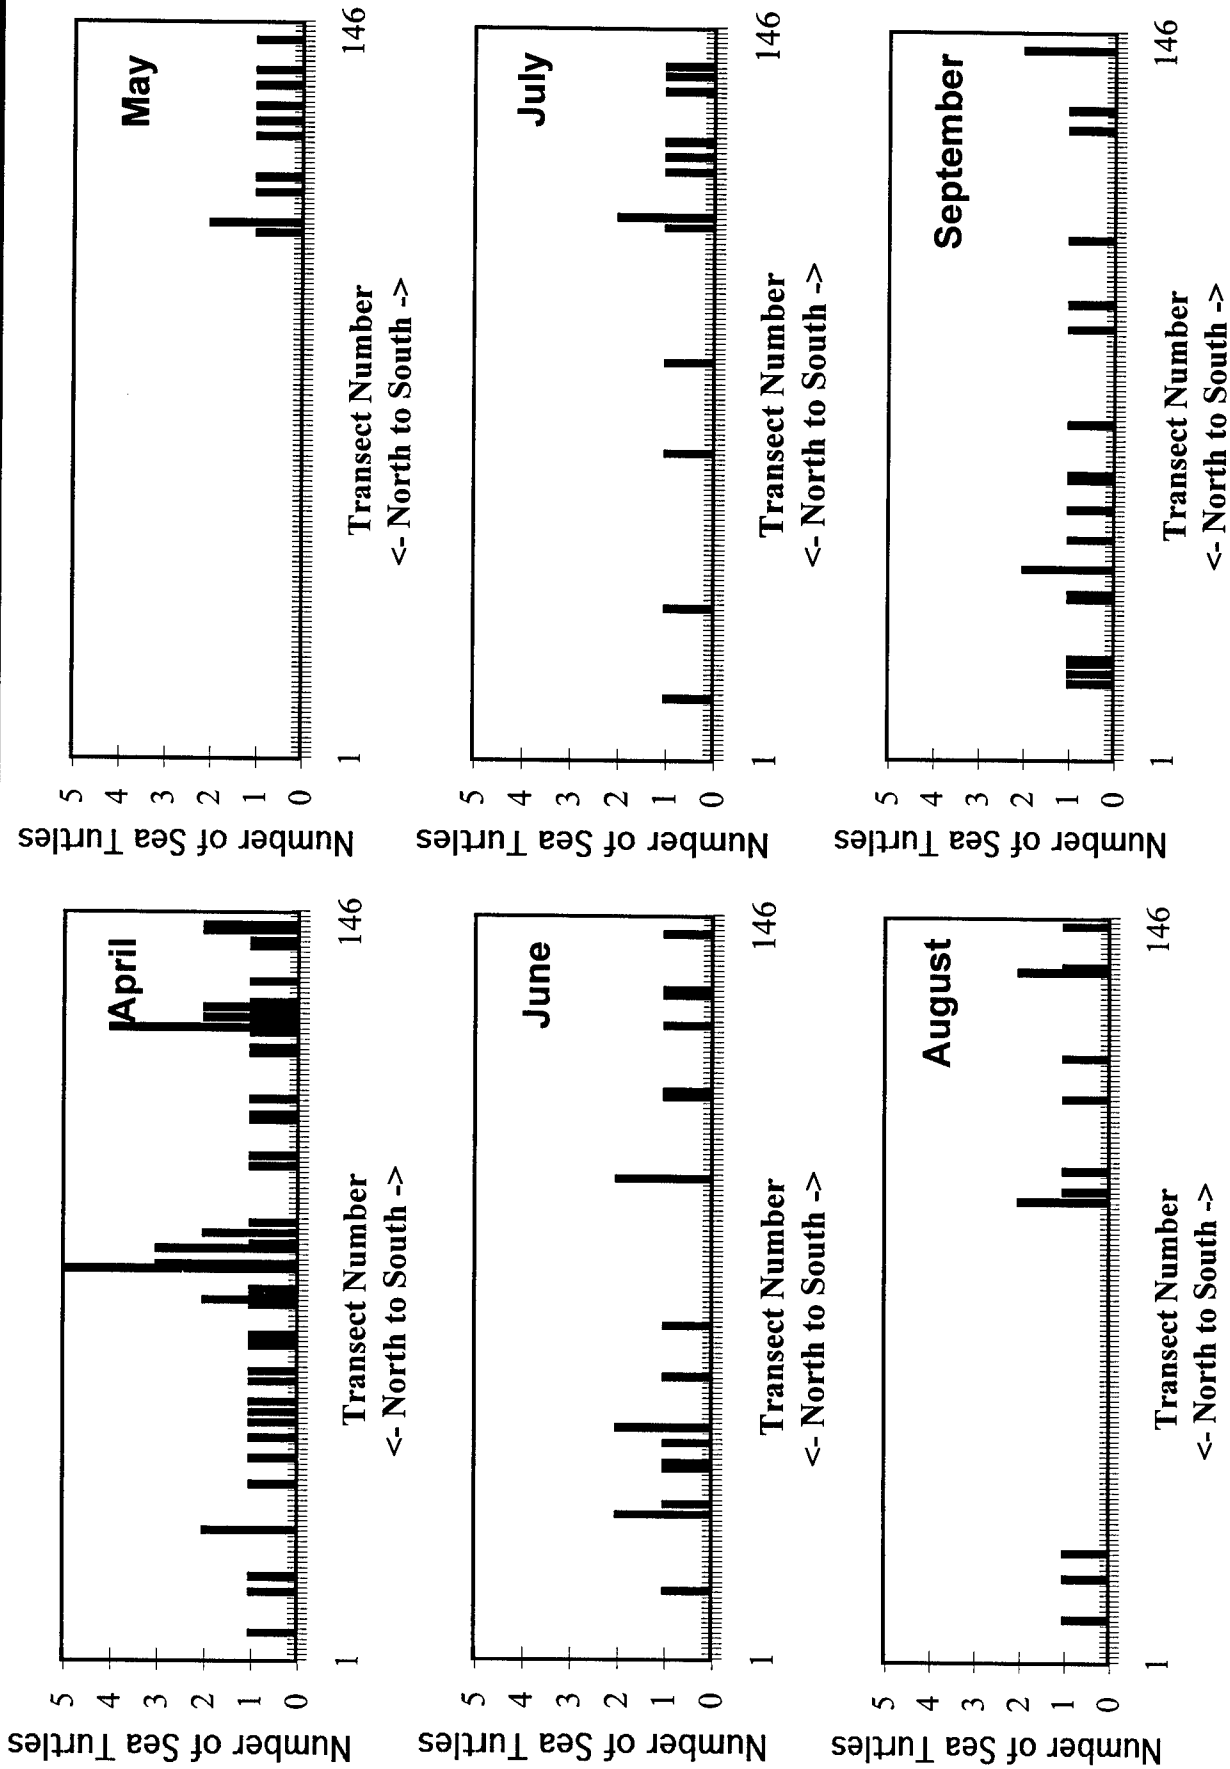 April
Number of Sea Turtles
5
4
3
2
1
0
1
146
Transect Number
<- North to South ->
May
Number of Sea Turtles
5
4
3
2
1
0
1
146
Transect Number
<- North to South ->
June
Number of Sea Turtles
5
4
3
2
1
0
1
146
Transect Number
<- North to South ->
July
Number of Sea Turtles
5
4
3
2
1
0
1
146
Transect Number
<- North to South ->
August
Number of Sea Turtles
5
4
3
2
1
0
1
146
Transect Number
<- North to South ->
September
Number of Sea Turtles
5
4
3
2
1
0
1
146
Transect Number
<- North to South ->